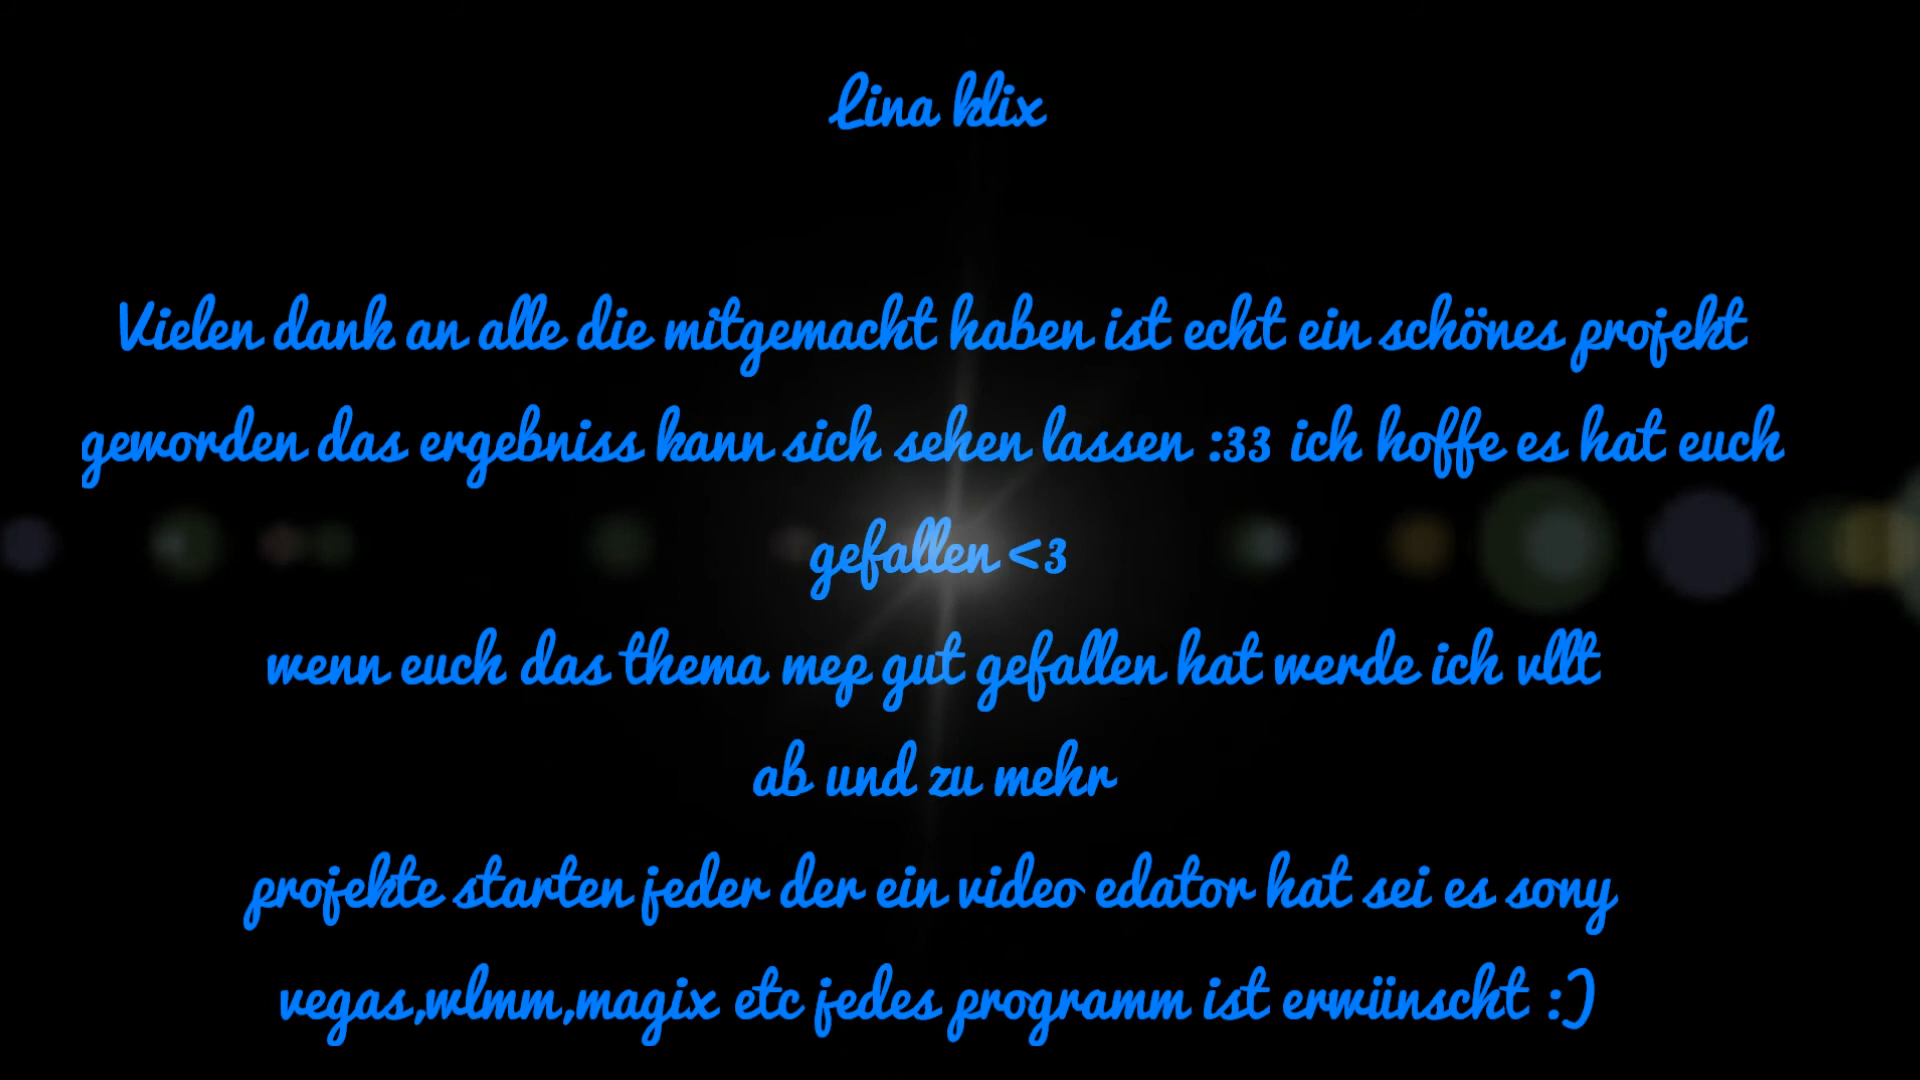 Lina klix
Vielen dank an alle die mitgemacht haben ist echt ein schönes projekt
geworden das ergebniss kann sich sehen lassen :33 ich hoffe es hat euch
gefallen <3
wenn euch das thema mep gut gefallen hat werde ich vllt
ab und zu mehr
projekte starten jeder der ein video edator hat sei es sony
vegas,wlmm,magix etc jedes programm ist erwünscht :)